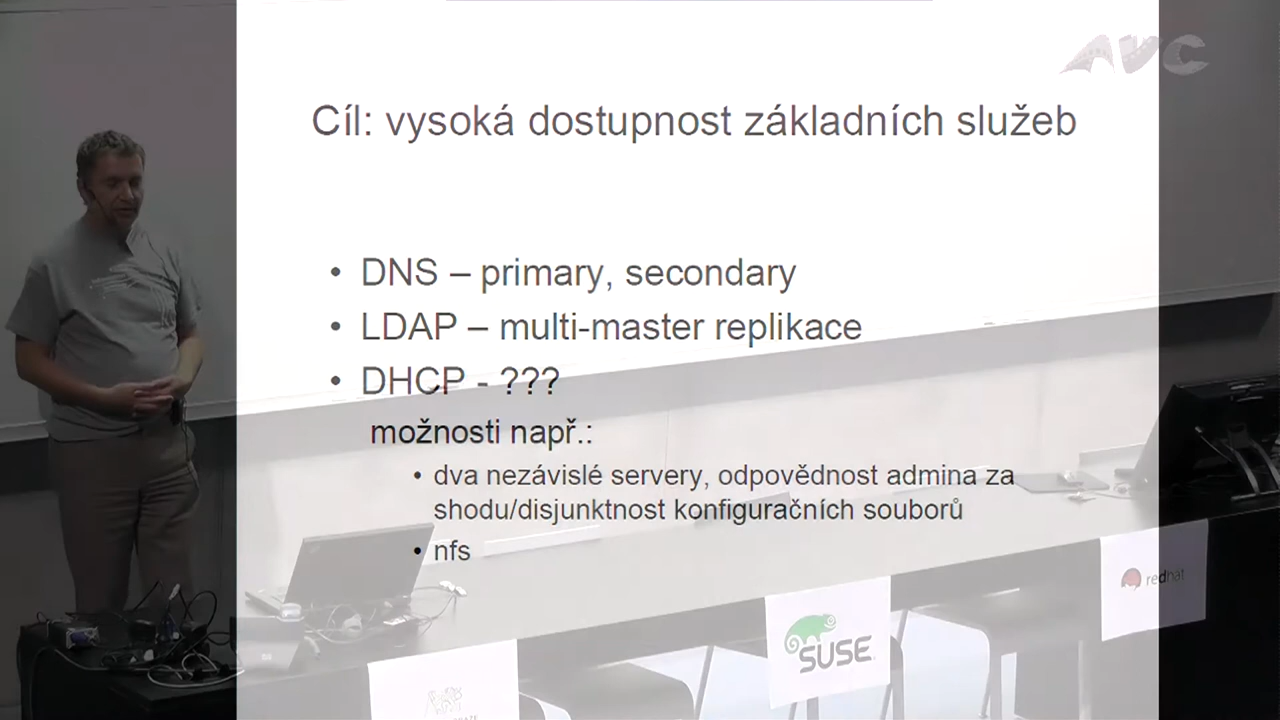 AVC
Cíl: vysoká dostupnost základních služeb
• DNS – primary, secondary
• LDAP – multi-master replikace
• DHCP - ???
možnosti např.:
• dva nezávislé servery, odpovědnost admina za
shodu/disjunktnost konfiguračních souborů
• nfs
redhat
SUSE